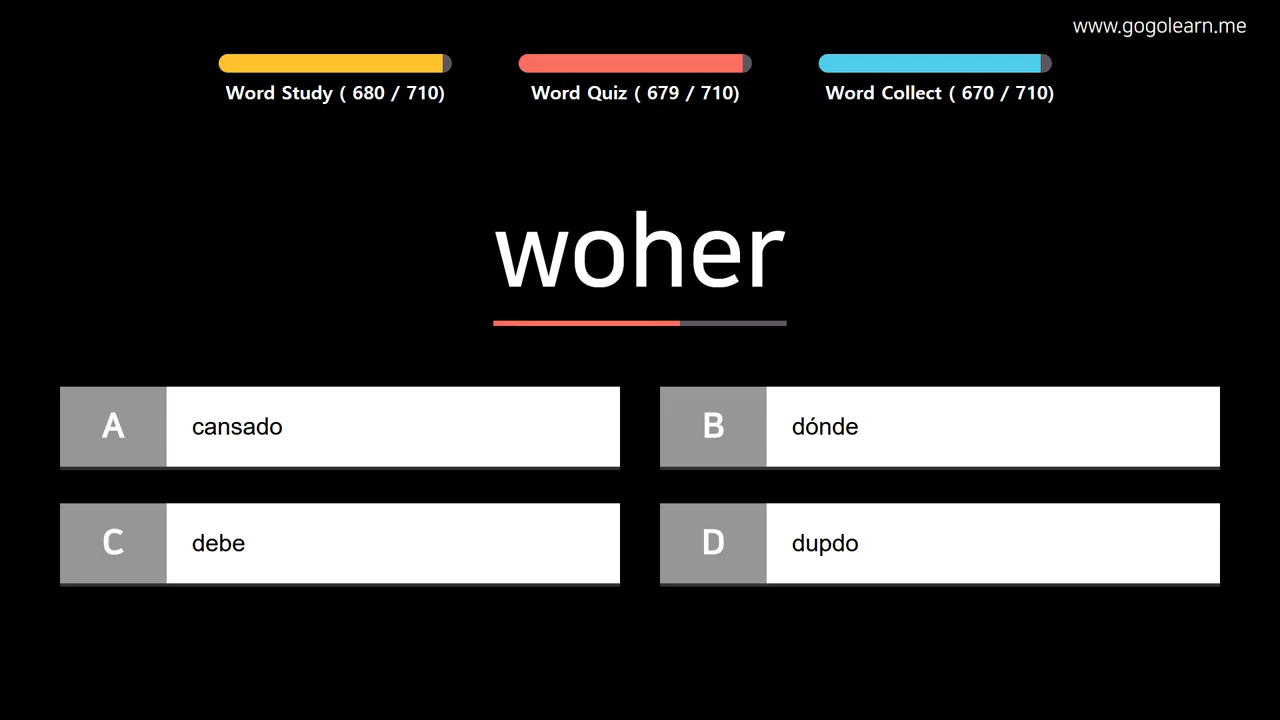 www.gogolearn.me
Word Study ( 680 / 710)
Word Quiz ( 679 / 710)
Word Collect ( 670 / 710)
woher
A cansado
B dónde
C debe
D dupdo